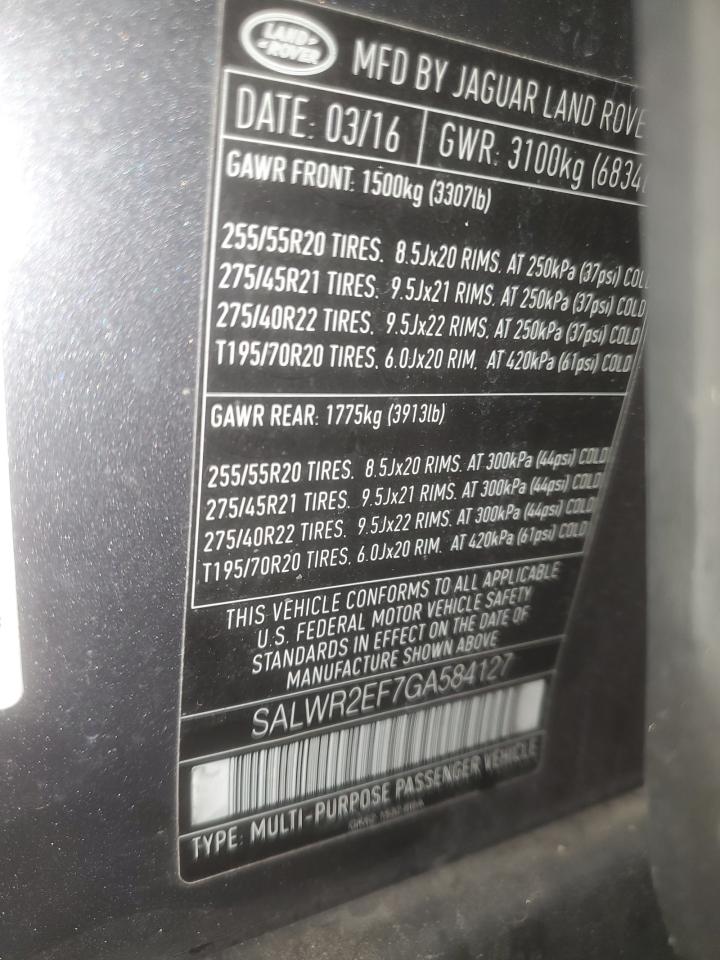 LAND
ROVER
MFD BY JAGUAR LAND ROVE
DATE: 03/16 GWR: 3100kg (6834
GAWR FRONT: 1500kg (3307lb)
255/55R20 TIRES. 8.5Jx20 RIMS. AT 250kPa (37psi) COL
275/45R21 TIRES. 9.5Jx21 RIMS. AT 250kPa (37psi) COLD
275/40R22 TIRES. 9.5Jx22 RIMS. AT 250kPa (37psi) COLD
T195/70R20 TIRES. 6.0Jx20 RIM. AT 420kPa (61psi) COLD
GAWR REAR: 1775kg (3913lb)
255/55R20 TIRES. 8.5Jx20 RIMS. AT 300kPa (44psi) COLD
275/45R21 TIRES. 9.5Jx21 RIMS. AT 300kPa (44psi) COLD
275/40R22 TIRES. 9.5Jx22 RIMS. AT 300kPa (44psi) COLD
T195/70R20 TIRES. 6.0Jx20 RIM. AT 420kPa (61psi) COLD
THIS VEHICLE CONFORMS TO ALL APPLICABLE
U.S. FEDERAL MOTOR VEHICLE SAFETY
STANDARDS IN EFFECT ON THE DATE OF
MANUFACTURE SHOWN ABOVE
SALWR2EF7GA584127
TYPE: MULTI-PURPOSE PASSENGER VEHICLE